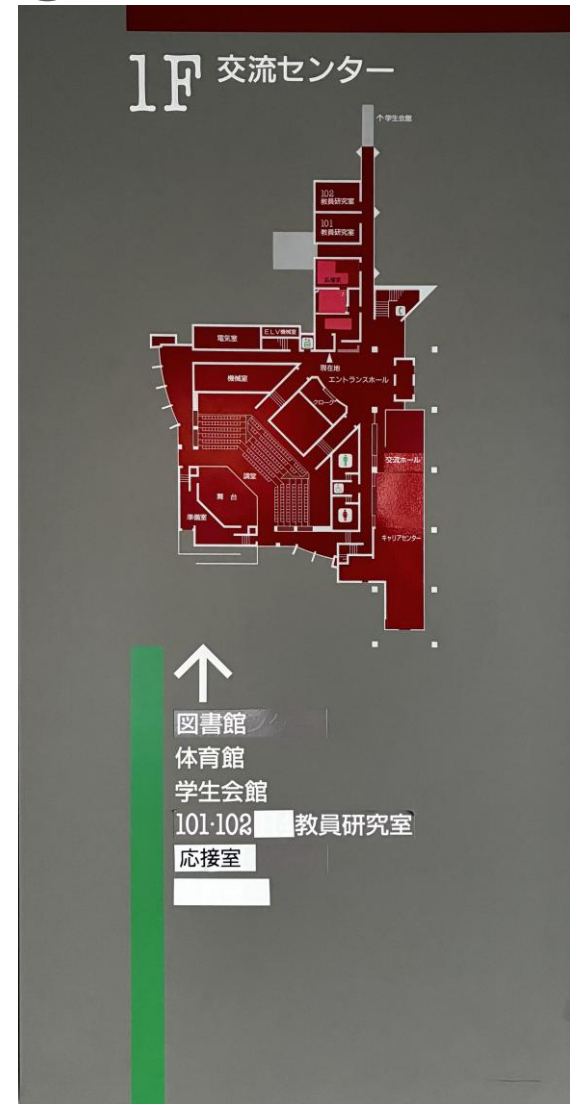 1F 交流センター
↑学生会館
102
教員研究室
101
教員研究室
応接室
電気室
ELV機械室
現在地
エントランスホール
機械室
クローク
交流ホール
講堂
舞台
準備室
キャリアセンター
↑
図書館
体育館
学生会館
101·102 教員研究室
応接室